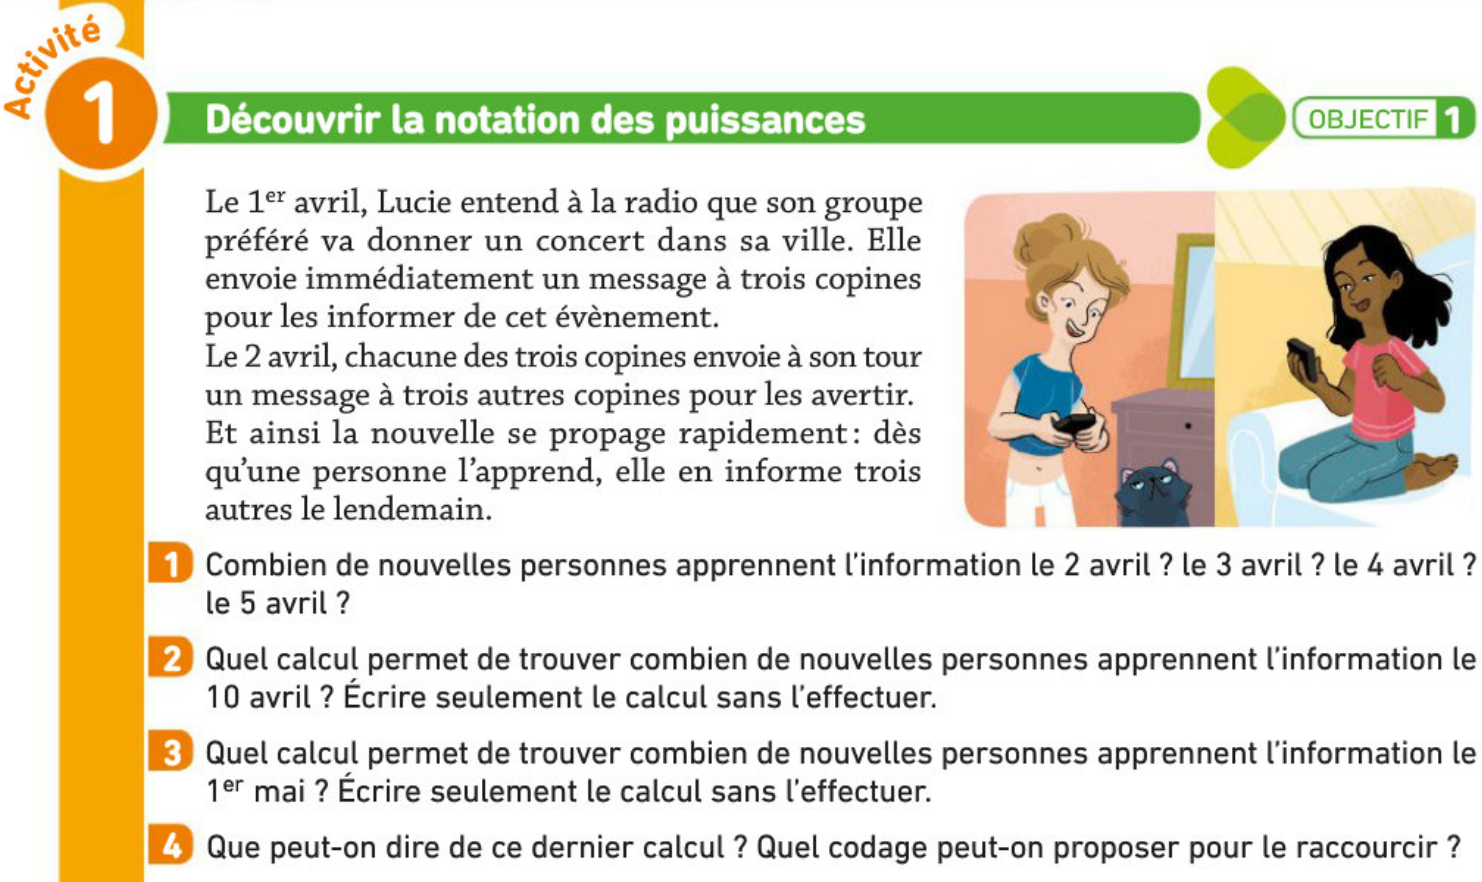 Activité
1
Découvrir la notation des puissances
OBJECTIF 1
Le 1er avril, Lucie entend à la radio que son groupe
préféré va donner un concert dans sa ville. Elle
envoie immédiatement un message à trois copines
pour les informer de cet évènement.
Le 2 avril, chacune des trois copines envoie à son tour
un message à trois autres copines pour les avertir.
Et ainsi la nouvelle se propage rapidement : dès
qu'une personne l'apprend, elle en informe trois
autres le lendemain.
1 Combien de nouvelles personnes apprennent l'information le 2 avril ? le 3 avril ? le 4 avril ?
le 5 avril ?
2 Quel calcul permet de trouver combien de nouvelles personnes apprennent l'information le
10 avril ? Écrire seulement le calcul sans l'effectuer.
3 Quel calcul permet de trouver combien de nouvelles personnes apprennent l'information le
1er mai ? Écrire seulement le calcul sans l'effectuer.
4 Que peut-on dire de ce dernier calcul ? Quel codage peut-on proposer pour le raccourcir ?